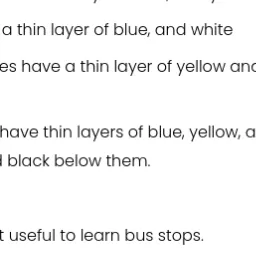 a thin layer of blue, and white
es have a thin layer of yellow and
have thin layers of blue, yellow, a
d black below them.
t useful to learn bus stops.